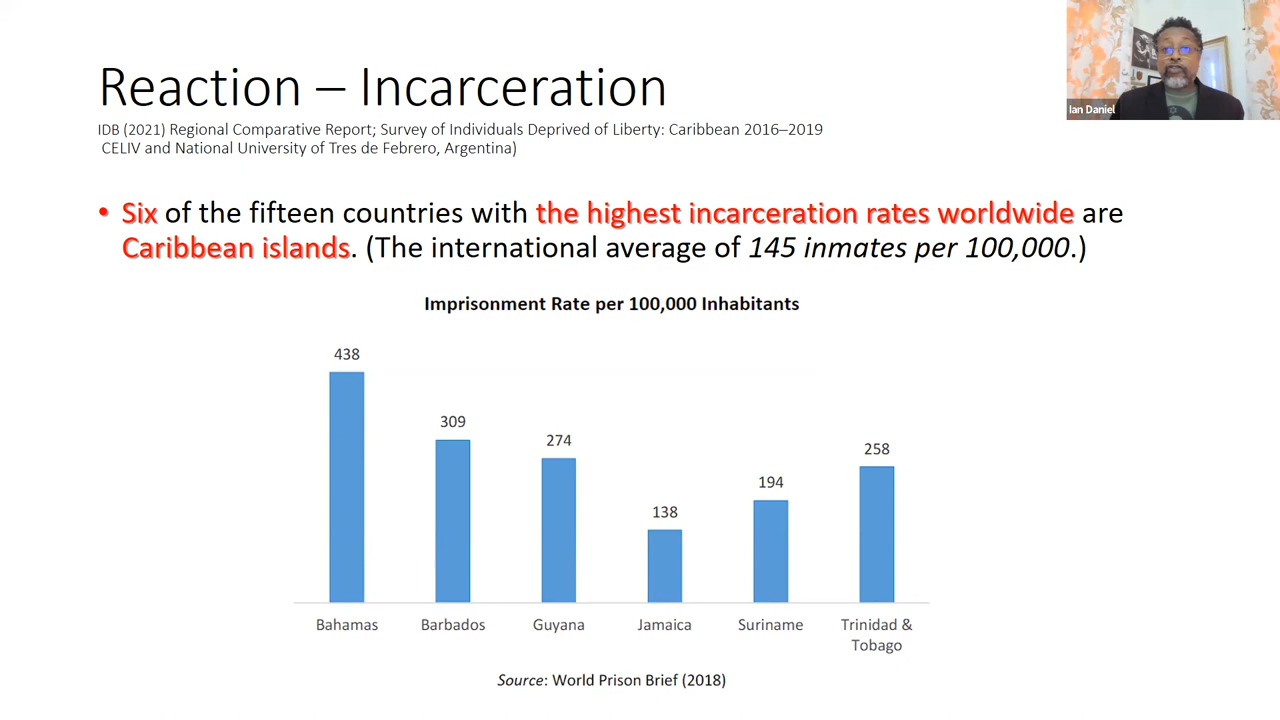 Reaction – Incarceration
IDB (2021) Regional Comparative Report; Survey of Individuals Deprived of Liberty: Caribbean 2016–2019
CELIV and National University of Tres de Febrero, Argentina)
• Six of the fifteen countries with the highest incarceration rates worldwide are
Caribbean islands. (The international average of 145 inmates per 100,000.)
Imprisonment Rate per 100,000 Inhabitants
438
309
274
138
194
258
Bahamas
Barbados
Guyana
Jamaica
Suriname
Trinidad &
Tobago
Source: World Prison Brief (2018)
Ian Daniel